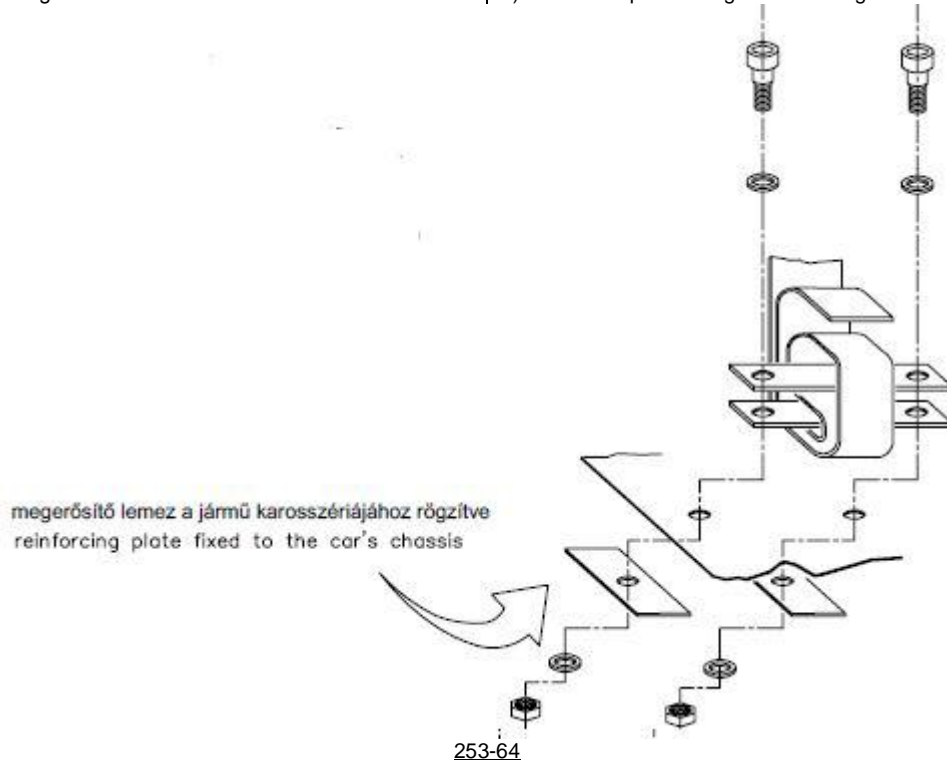 megerősítő lemez a jármű karosszériájához rögzítve
reinforcing plate fixed to the car's chassis
253-64